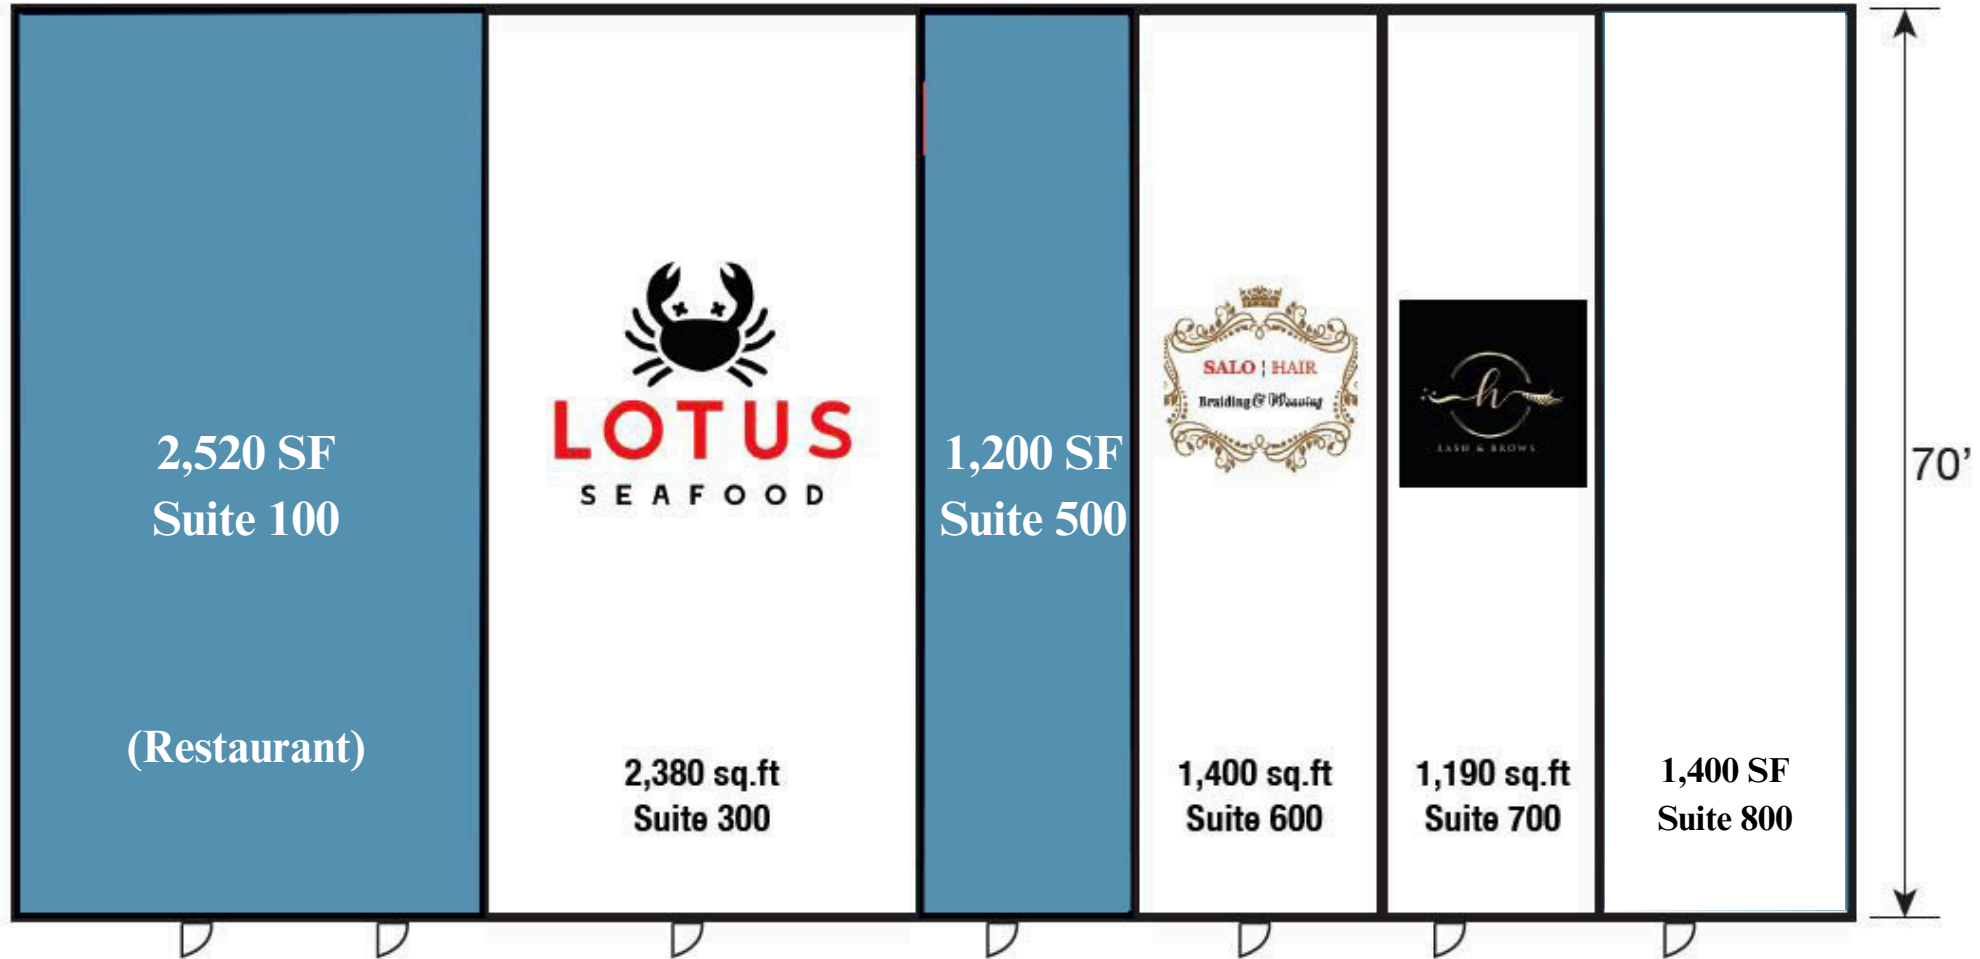 2,520 SF
Suite 100
(Restaurant)
LOTUS
SEAFOOD
2,380 sq.ft
Suite 300
1,200 SF
Suite 500
SALO ¦ HAIR
Braiding & Weaving
1,400 sq.ft
Suite 600
h
LASH & BROWS
1,190 sq.ft
Suite 700
1,400 SF
Suite 800
70'